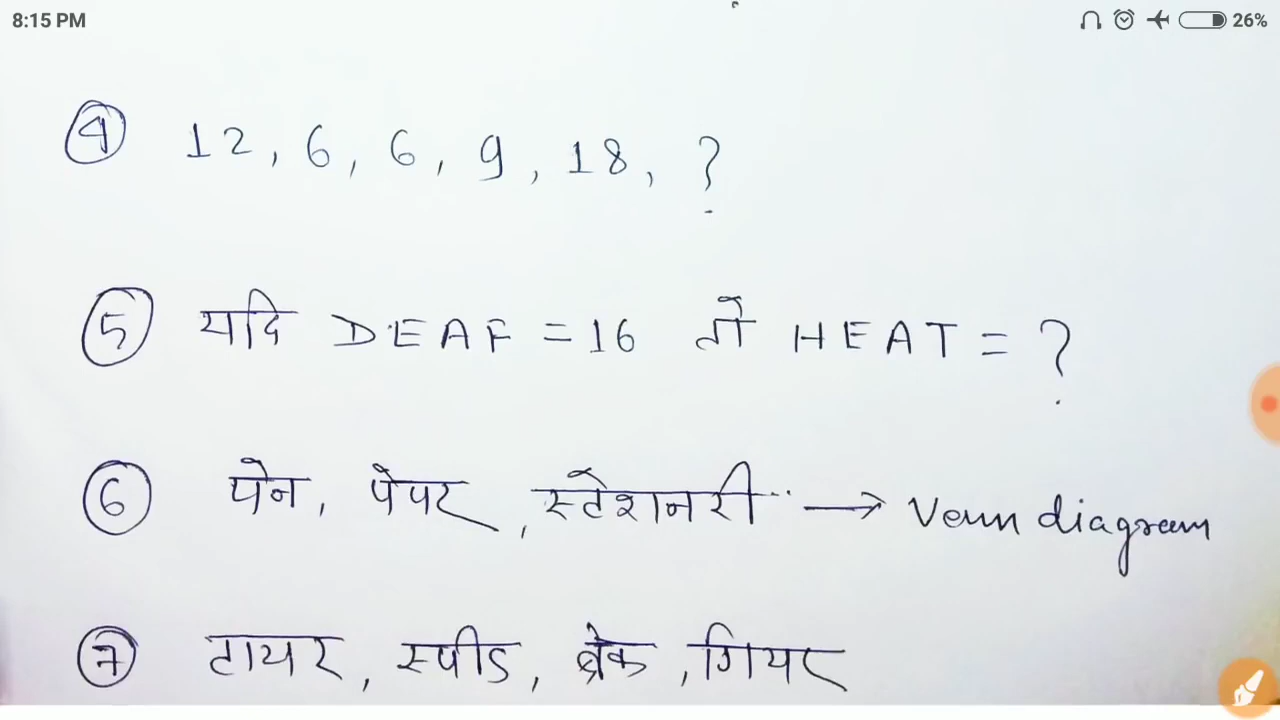 8:15 PM 26%
4 12, 6, 6, 9, 18, ?
5 यदि DEAF = 16 तो HEAT = ?
6 पेन, पेपर, स्टेशनरी → Venn diagram
7 टायर, स्पीड, ब्रेक, गियर